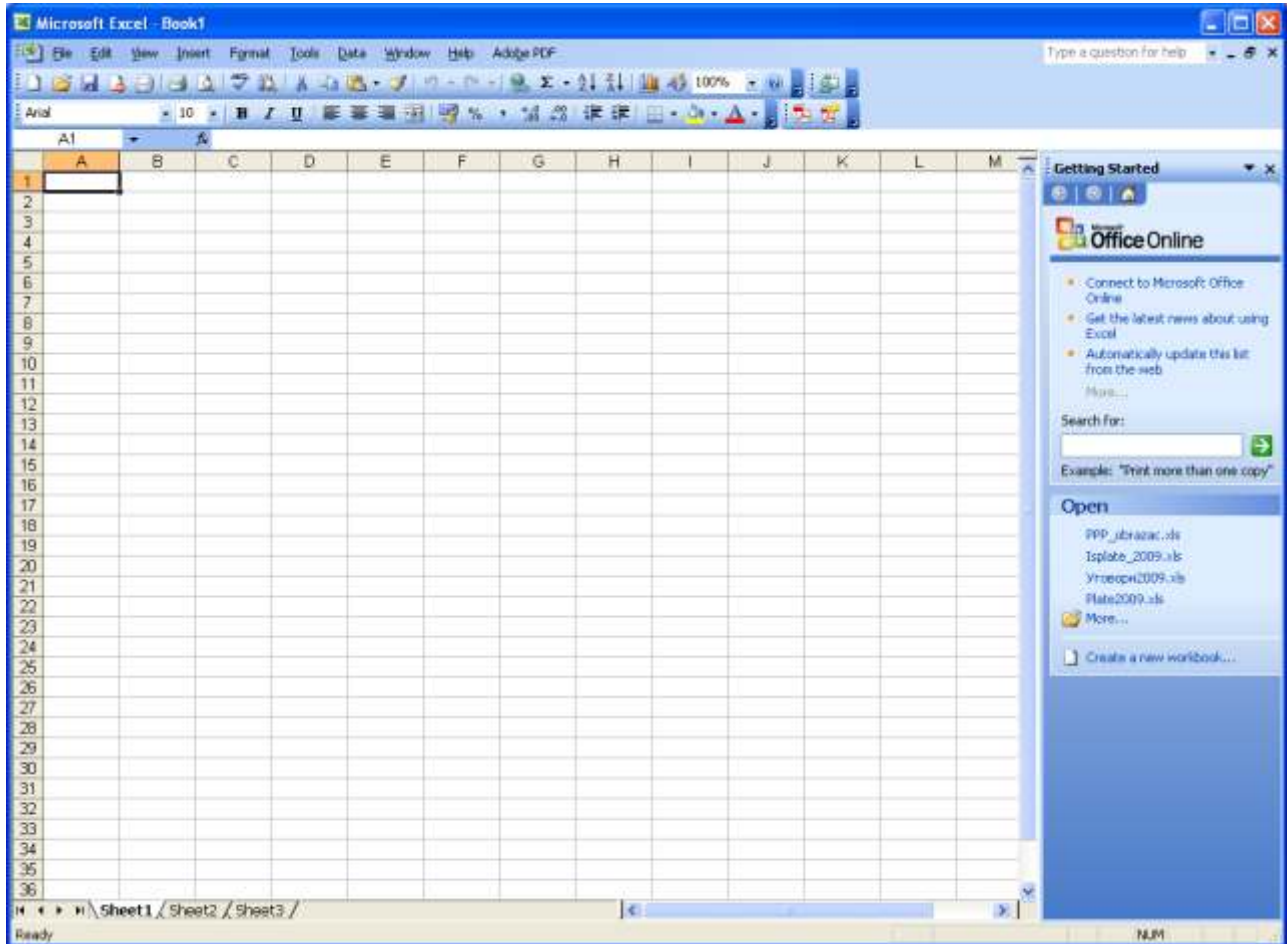 Microsoft Excel - Book1
File Edit View Insert Format Tools Data Window Help Adobe PDF
Type a question for help
100%
Arial 10 B I U
A1 fx
A B C D E F G H I J K L M
1
2
3
4
5
6
7
8
9
10
11
12
13
14
15
16
17
18
19
20
21
22
23
24
25
26
27
28
29
30
31
32
33
34
35
36
Getting Started
Microsoft
Office Online
Connect to Microsoft Office
Online
Get the latest news about using
Excel
Automatically update this list
from the web
More...
Search for:
Example: "Print more than one copy"
Open
PPP_obrazac.xls
Isplate_2009.xls
Уговори2009.xls
Plate2009.xls
More...
Create a new workbook...
Sheet1 Sheet2 Sheet3
Ready NUM